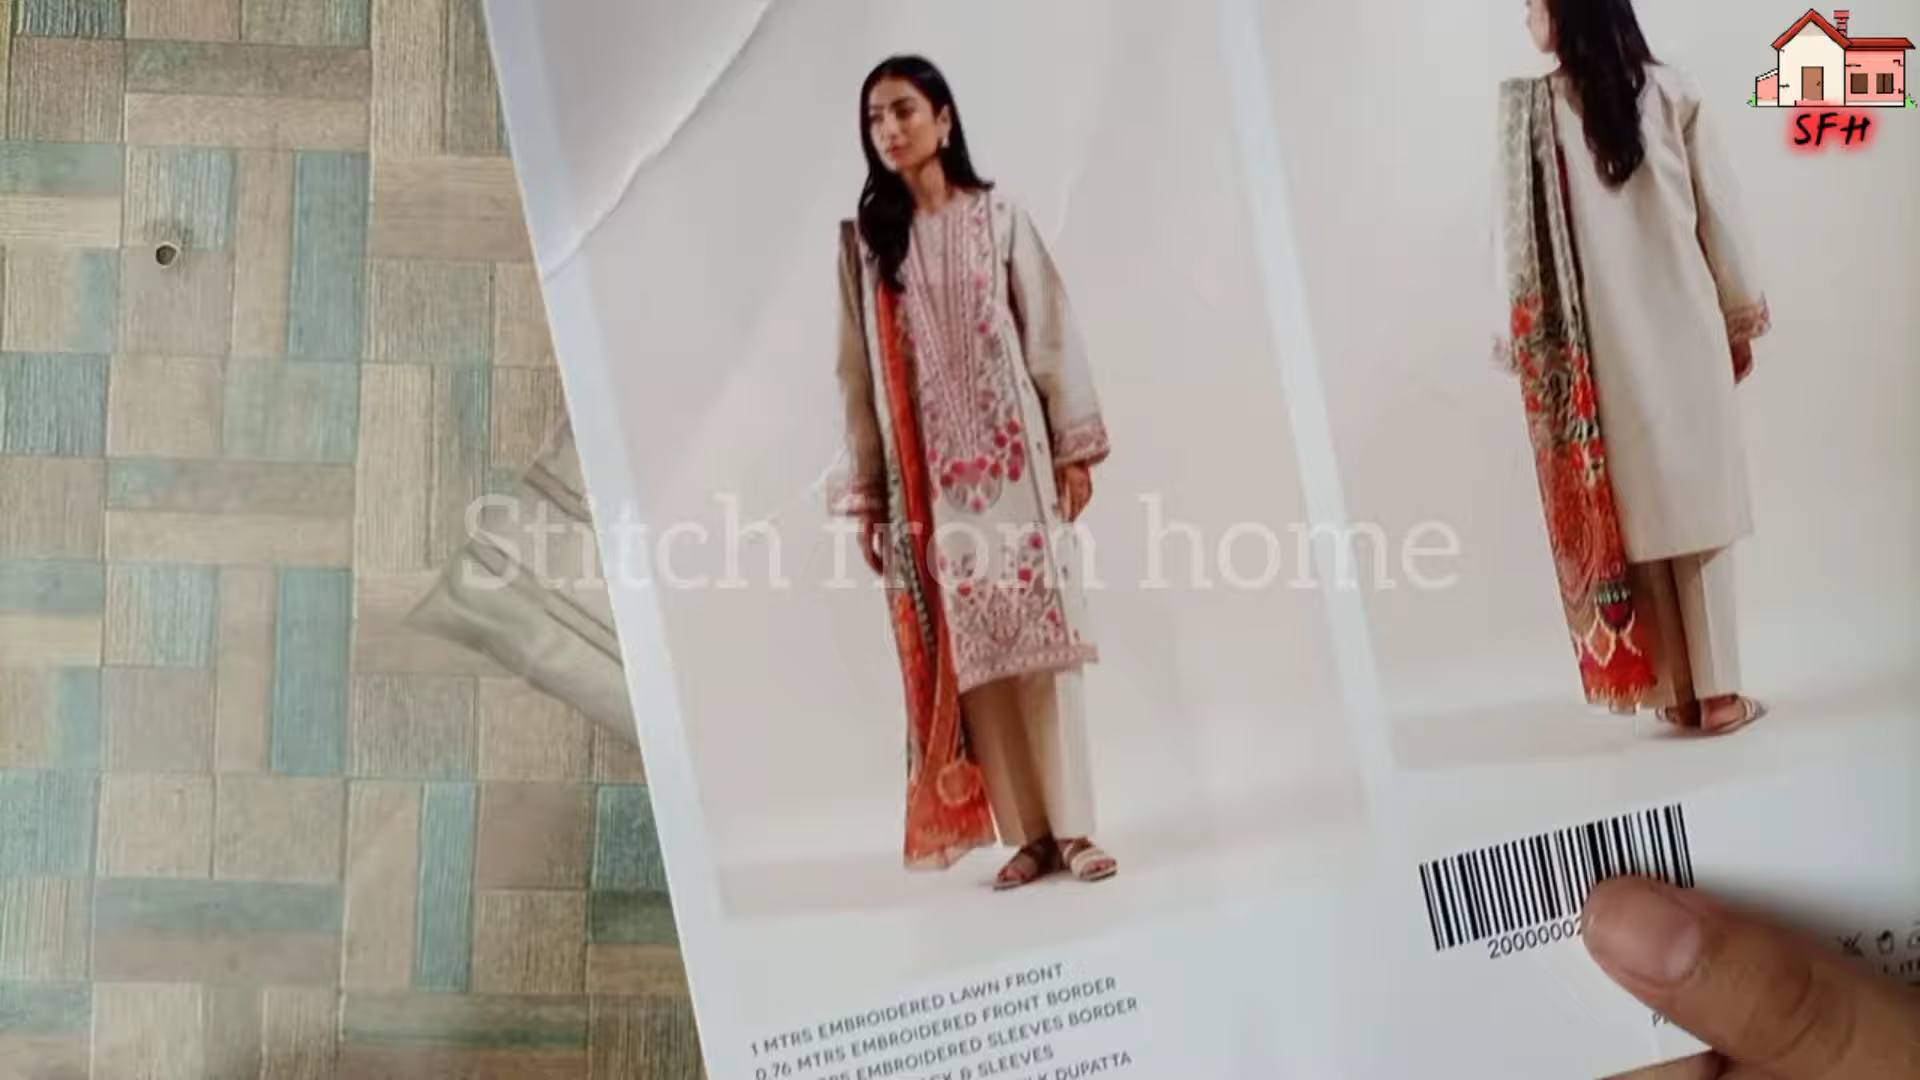 SFH
Stitch from home
1 MTRS EMBROIDERED LAWN FRONT
0.76 MTRS EMBROIDERED FRONT BORDER
EMBROIDERED SLEEVES BORDER
& SLEEVES
DUPATTA
2000000